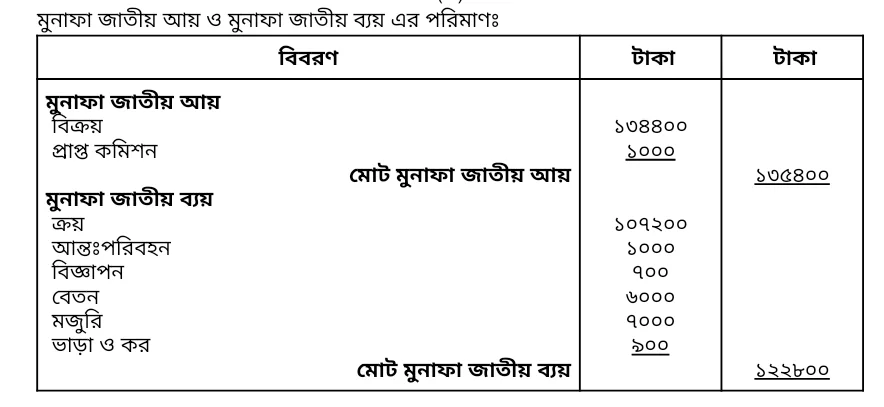 মুনাফা জাতীয় আয় ও মুনাফা জাতীয় ব্যয় এর পরিমাণঃ
বিবরণ টাকা টাকা
মুনাফা জাতীয় আয়
বিক্রয় ১৩৪৪০০
প্রাপ্ত কমিশন ১০০০
মোট মুনাফা জাতীয় আয় ১৩৫৪০০
মুনাফা জাতীয় ব্যয়
ক্রয় ১০৭২০০
আন্তঃপরিবহন ১০০০
বিজ্ঞাপন ৭০০
বেতন ৬০০০
মজুরি ৭০০০
ভাড়া ও কর ৯০০
মোট মুনাফা জাতীয় ব্যয় ১২২৮০০